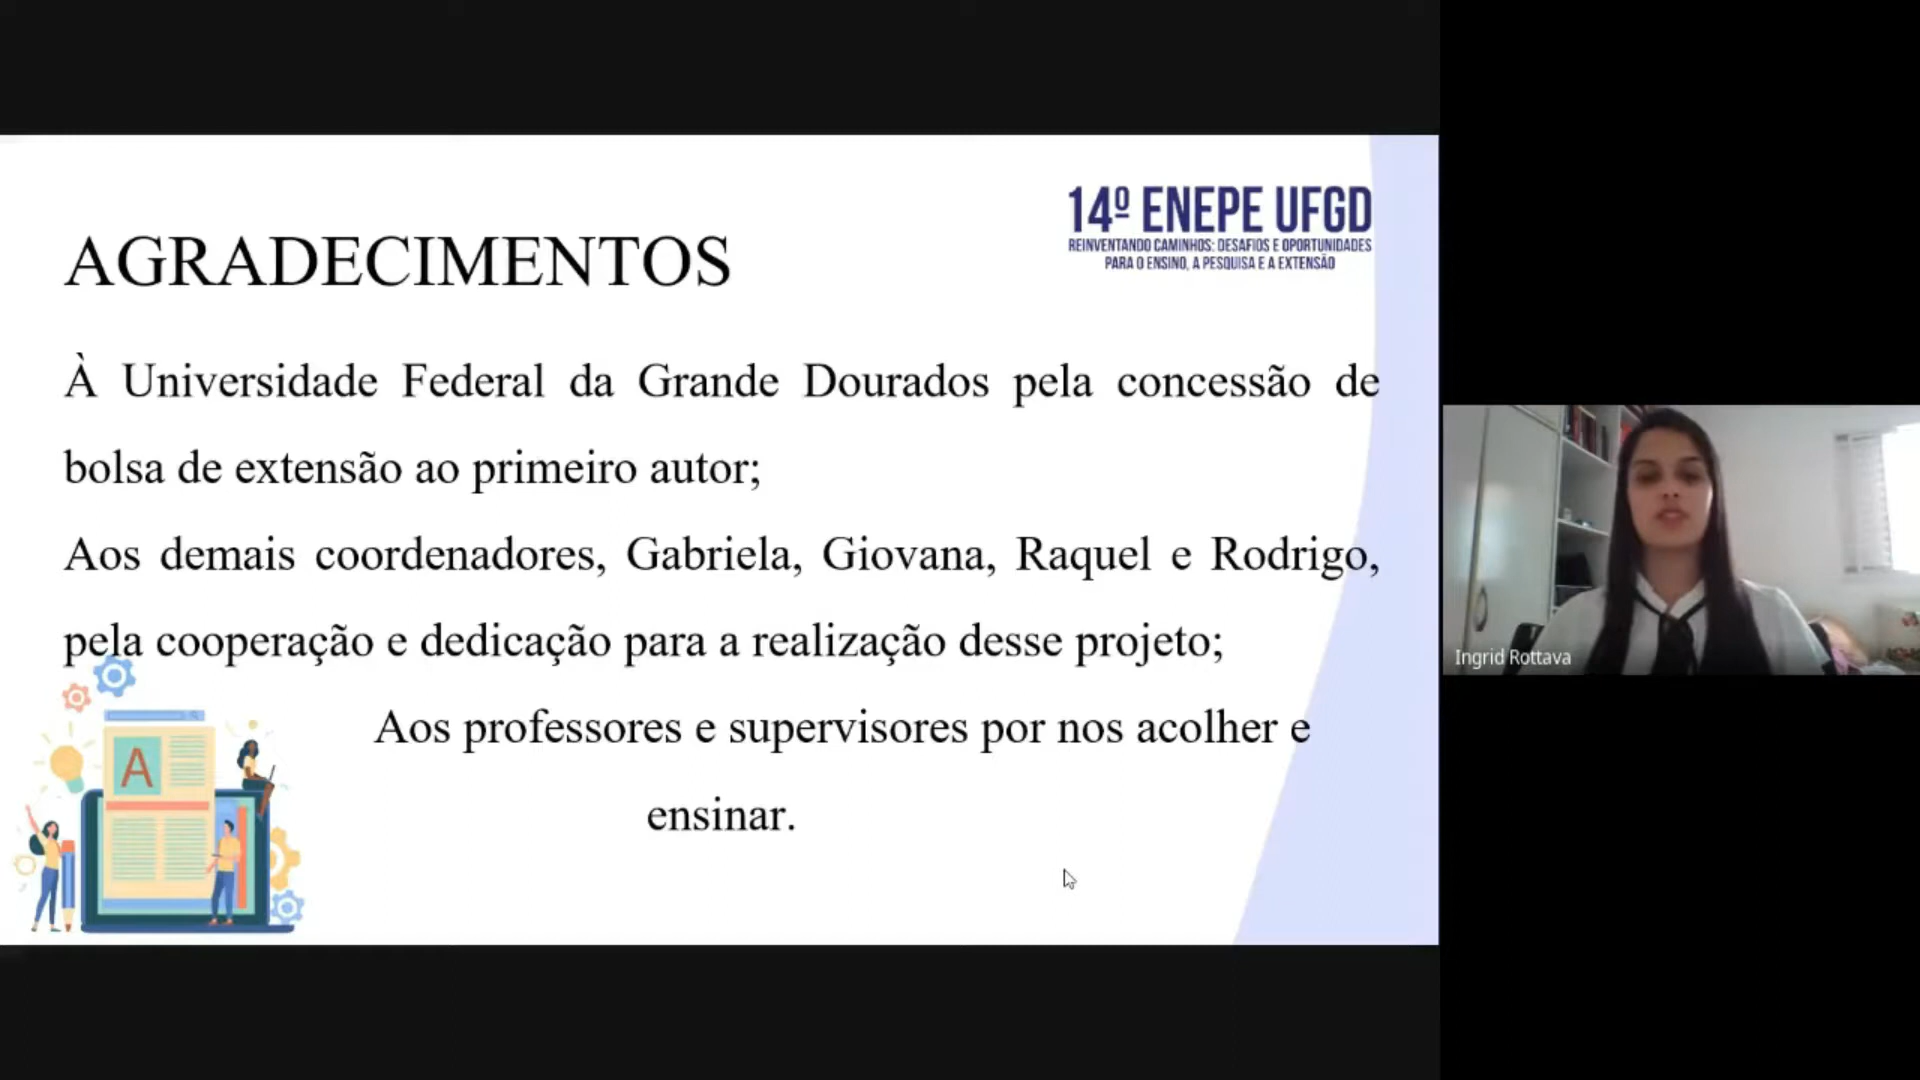 14º ENEPE UFGD
REINVENTANDO CAMINHOS: DESAFIOS E OPORTUNIDADES
PARA O ENSINO, A PESQUISA E A EXTENSÃO
AGRADECIMENTOS
À Universidade Federal da Grande Dourados pela concessão de
bolsa de extensão ao primeiro autor;
Aos demais coordenadores, Gabriela, Giovana, Raquel e Rodrigo,
pela cooperação e dedicação para a realização desse projeto;
Aos professores e supervisores por nos acolher e
ensinar.
A
Ingrid Rottava